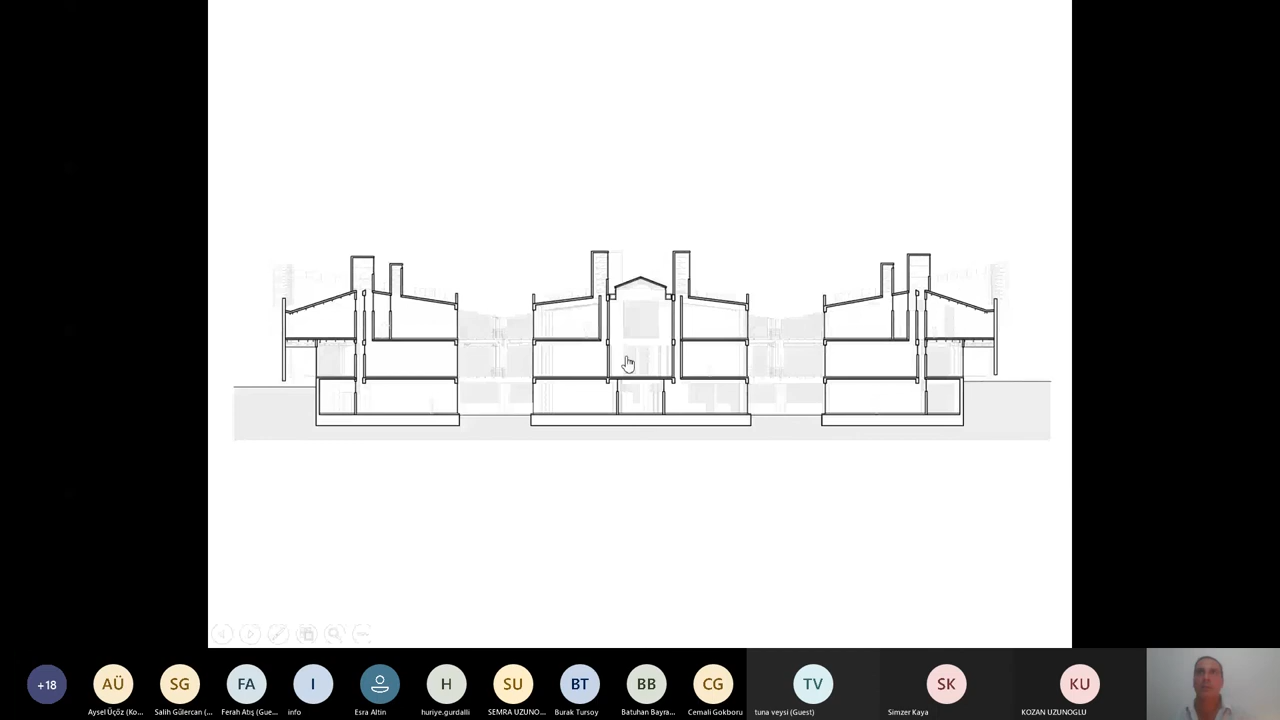 +18
AÜ
SG
FA
I
H
SU
BT
BB
CG
TV
SK
KU
Aysel Üçöz (Ko...
Salih Gülercan (...
Ferah Atış (Gue...
info
Esra Altin
huriye.gurdalli
SEMRA UZUNO...
Burak Tursoy
Batuhan Bayra...
Cemali Gokboru
tuna veysi (Guest)
Simzer Kaya
KOZAN UZUNOGLU